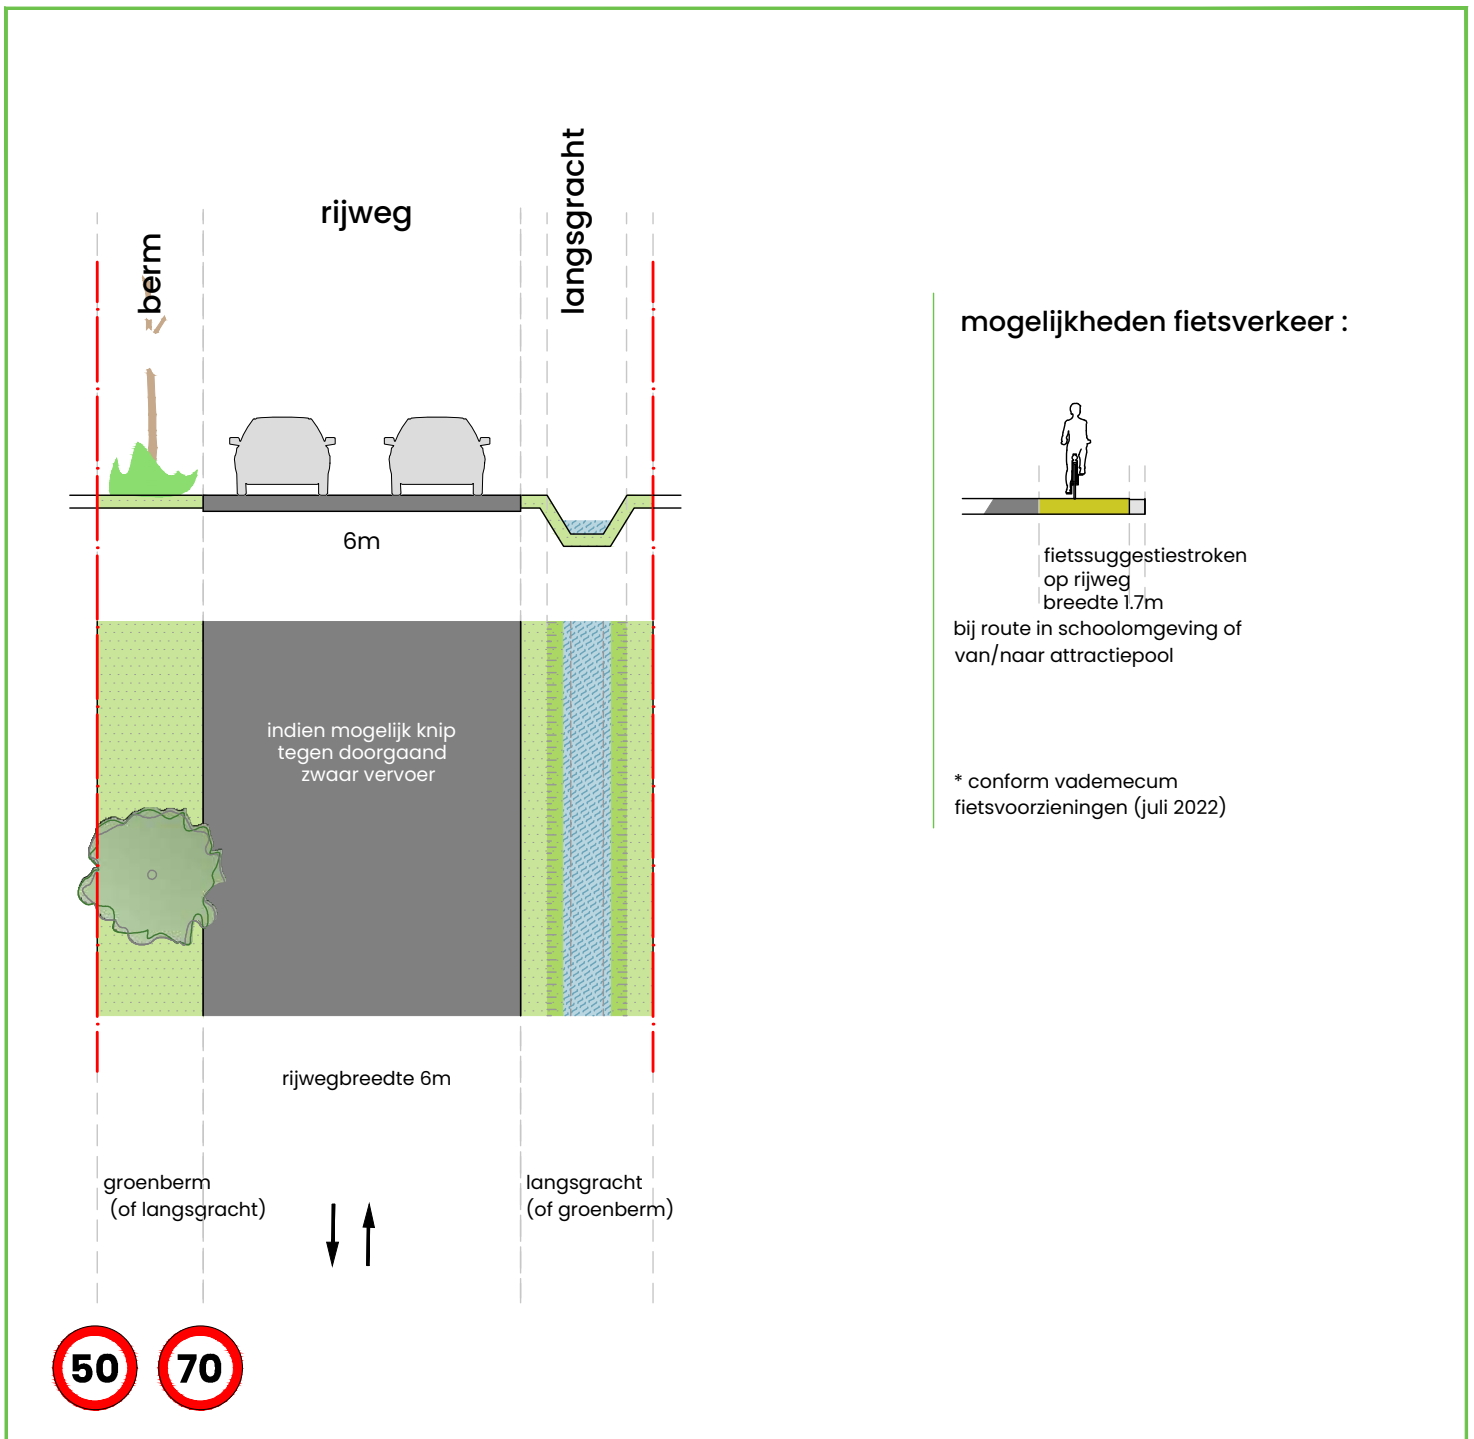 berm
rijweg
langsgracht
6m
indien mogelijk knip
tegen doorgaand
zwaar vervoer
rijwegbreedte 6m
groenberm
(of langsgracht)
langsgracht
(of groenberm)
50
70
mogelijkheden fietsverkeer :
fietssuggestiestroken
op rijweg
breedte 1.7m
bij route in schoolomgeving of
van/naar attractiepool
* conform vademecum
fietsvoorzieningen (juli 2022)